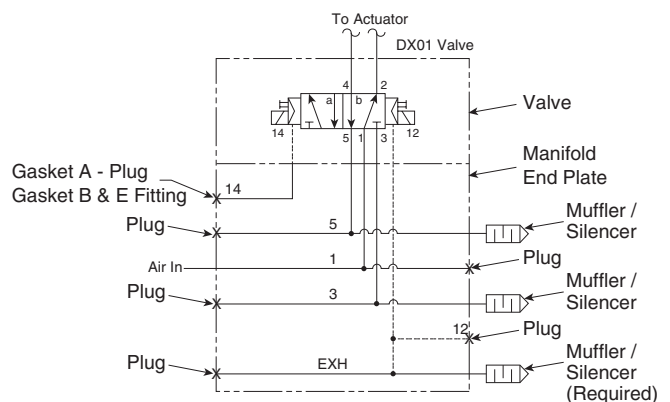 To Actuator
DX01 Valve
4 2
a b
14 5 1 3 12
Valve
Manifold
End Plate
Gasket A - Plug
Gasket B & E Fitting
14
Plug
5
Muffler /
Silencer
Air In
1
Plug
Plug
3
Muffler /
Silencer
12
Plug
Plug
EXH
Muffler /
Silencer
(Required)